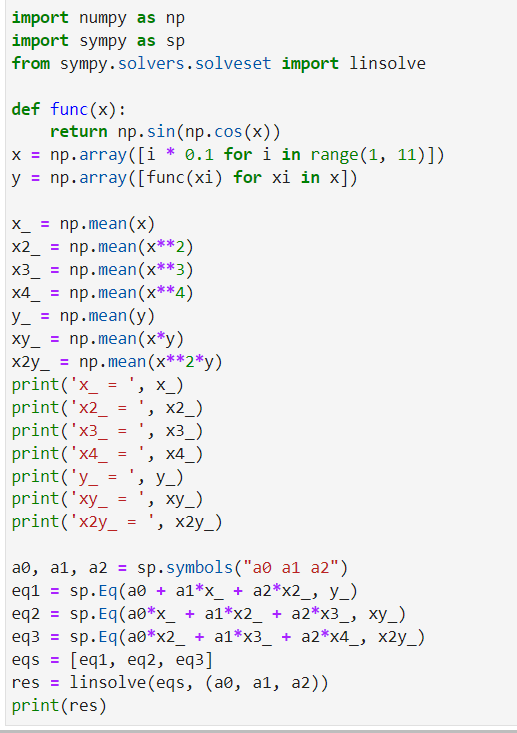 import numpy as np
import sympy as sp
from sympy.solvers.solveset import linsolve

def func(x):
    return np.sin(np.cos(x))
x = np.array([i * 0.1 for i in range(1, 11)])
y = np.array([func(xi) for xi in x])

x_ = np.mean(x)
x2_ = np.mean(x**2)
x3_ = np.mean(x**3)
x4_ = np.mean(x**4)
y_ = np.mean(y)
xy_ = np.mean(x*y)
x2y_ = np.mean(x**2*y)
print('x_ = ', x_)
print('x2_ = ', x2_)
print('x3_ = ', x3_)
print('x4_ = ', x4_)
print('y_ = ', y_)
print('xy_ = ', xy_)
print('x2y_ = ', x2y_)

a0, a1, a2 = sp.symbols("a0 a1 a2")
eq1 = sp.Eq(a0 + a1*x_ + a2*x2_, y_)
eq2 = sp.Eq(a0*x_ + a1*x2_ + a2*x3_, xy_)
eq3 = sp.Eq(a0*x2_ + a1*x3_ + a2*x4_, x2y_)
eqs = [eq1, eq2, eq3]
res = linsolve(eqs, (a0, a1, a2))
print(res)